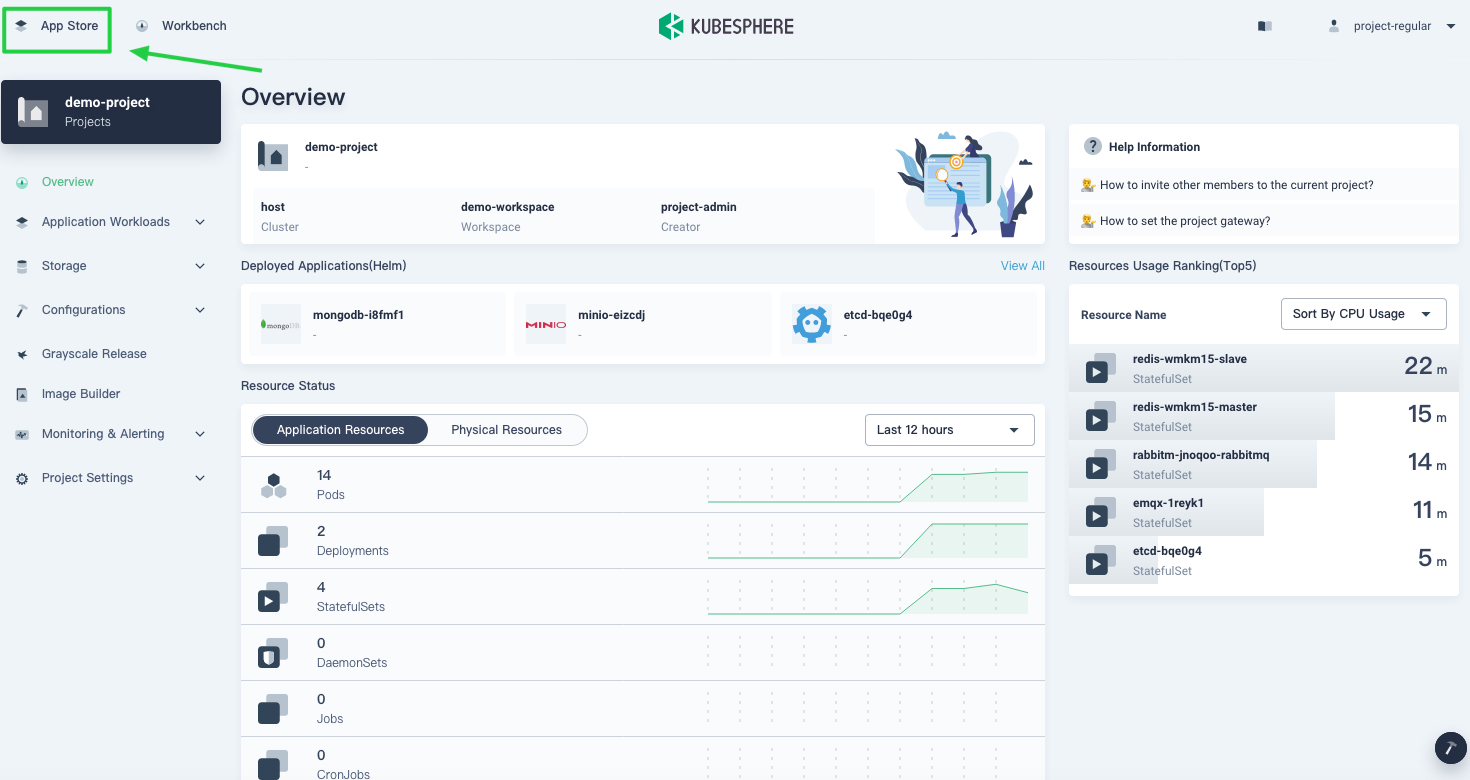 App Store
Workbench
KUBESPHERE
project-regular
demo-project
Projects
Overview
Application Workloads
Storage
Configurations
Grayscale Release
Image Builder
Monitoring & Alerting
Project Settings
Overview
demo-project
-
host
Cluster
demo-workspace
Workspace
project-admin
Creator
Deployed Applications(Helm)
View All
mongoDB
mongodb-i8fmf1
-
MINIO
minio-eizcdj
-
etcd-bqe0g4
-
Resource Status
Application Resources
Physical Resources
Last 12 hours
14
Pods
2
Deployments
4
StatefulSets
0
DaemonSets
0
Jobs
0
CronJobs
? Help Information
How to invite other members to the current project?
How to set the project gateway?
Resources Usage Ranking(Top5)
Resource Name
Sort By CPU Usage
redis-wmkm15-slave
StatefulSet
22 m
redis-wmkm15-master
StatefulSet
15 m
rabbitm-jnoqoo-rabbitmq
StatefulSet
14 m
emqx-1reyk1
StatefulSet
11 m
etcd-bqe0g4
StatefulSet
5 m